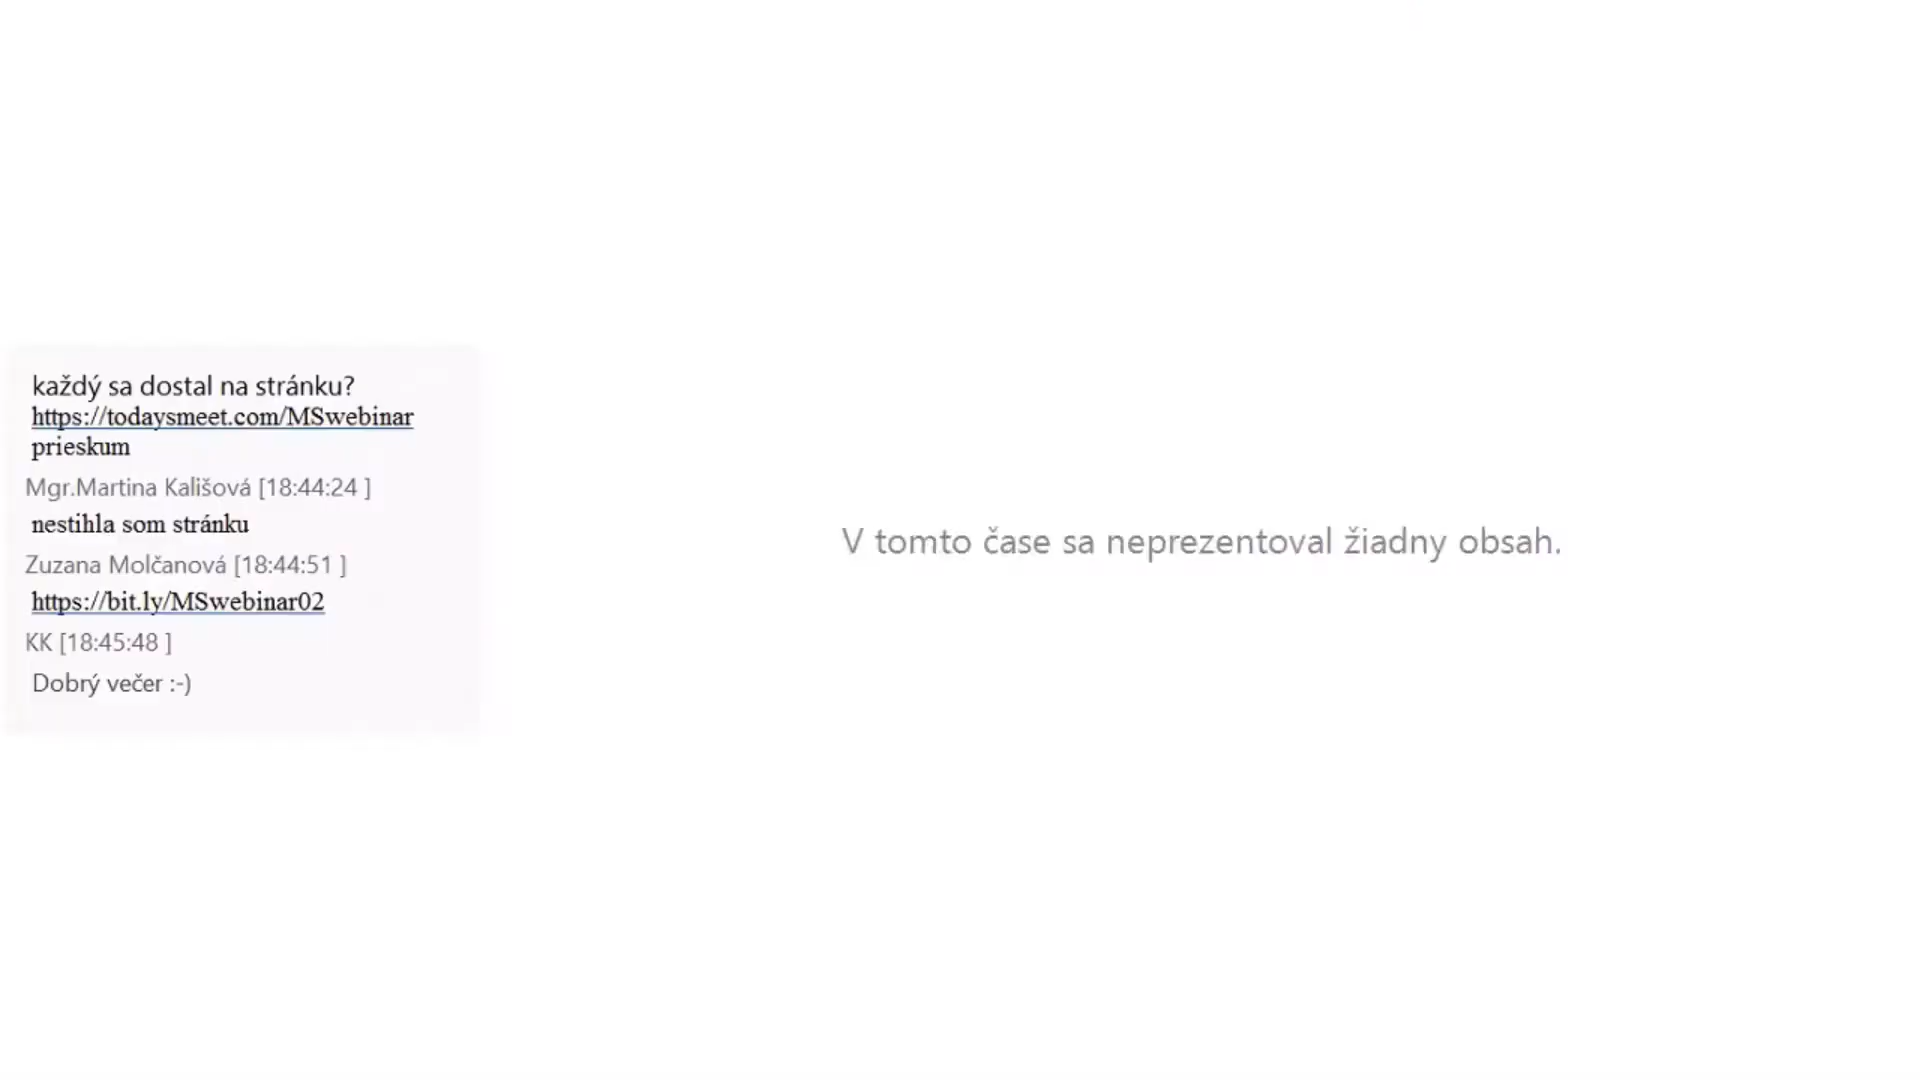 každý sa dostal na stránku?
https://todaysmeet.com/MSwebinar
prieskum
Mgr.Martina Kališová [18:44:24 ]
nestihla som stránku
Zuzana Molčanová [18:44:51 ]
https://bit.ly/MSwebinar02
KK [18:45:48 ]
Dobrý večer :-)
V tomto čase sa neprezentoval žiadny obsah.